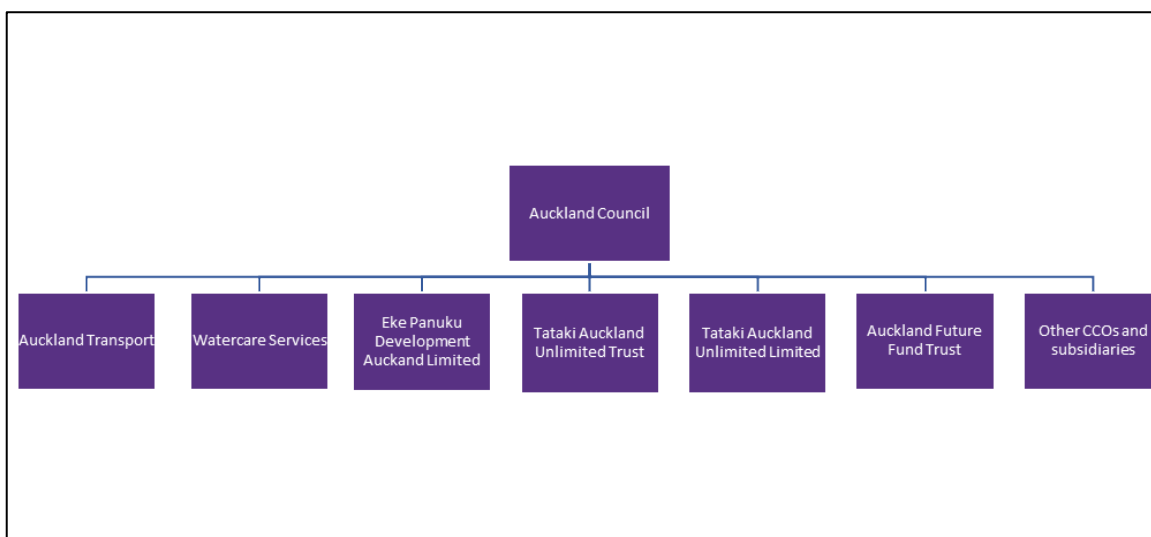 Auckland Council
Auckland Transport
Watercare Services
Eke Panuku
Development
Auckand Limited
Tataki Auckland
Unlimited Trust
Tataki Auckland
Unlimited Limited
Auckland Future
Fund Trust
Other CCOs and
subsidiaries